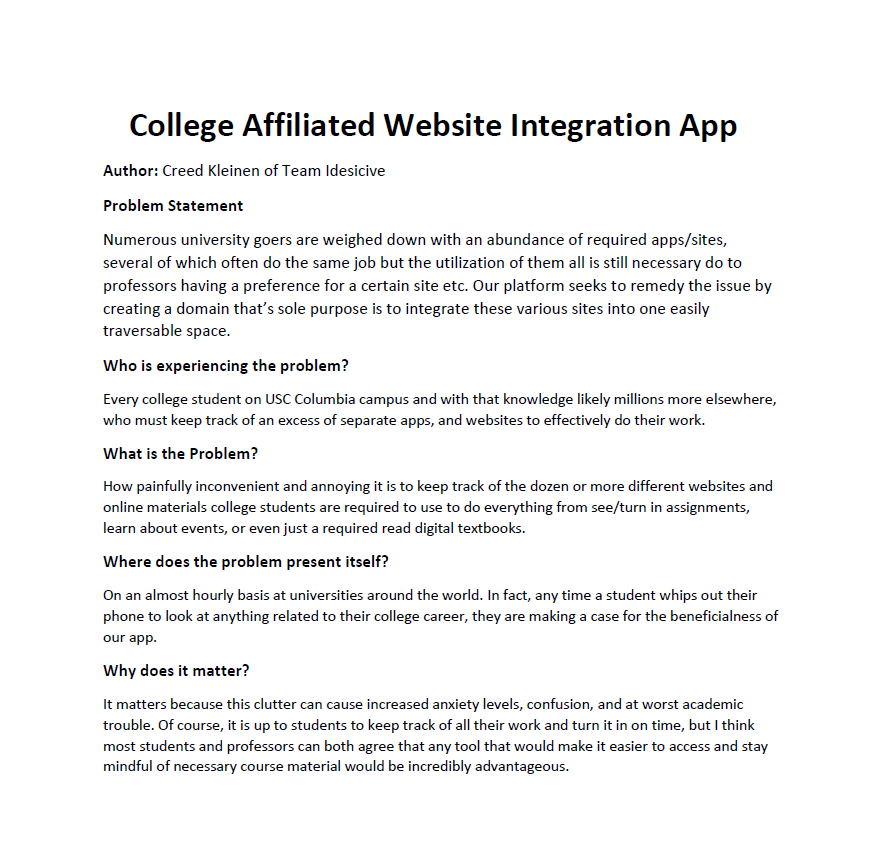 College Affiliated Website Integration App
Author: Creed Kleinen of Team Idesicive
Problem Statement
Numerous university goers are weighed down with an abundance of required apps/sites,
several of which often do the same job but the utilization of them all is still necessary do to
professors having a preference for a certain site etc. Our platform seeks to remedy the issue by
creating a domain that’s sole purpose is to integrate these various sites into one easily
traversable space.
Who is experiencing the problem?
Every college student on USC Columbia campus and with that knowledge likely millions more elsewhere,
who must keep track of an excess of separate apps, and websites to effectively do their work.
What is the Problem?
How painfully inconvenient and annoying it is to keep track of the dozen or more different websites and
online materials college students are required to use to do everything from see/turn in assignments,
learn about events, or even just a required read digital textbooks.
Where does the problem present itself?
On an almost hourly basis at universities around the world. In fact, any time a student whips out their
phone to look at anything related to their college career, they are making a case for the beneficialness of
our app.
Why does it matter?
It matters because this clutter can cause increased anxiety levels, confusion, and at worst academic
trouble. Of course, it is up to students to keep track of all their work and turn it in on time, but I think
most students and professors can both agree that any tool that would make it easier to access and stay
mindful of necessary course material would be incredibly advantageous.